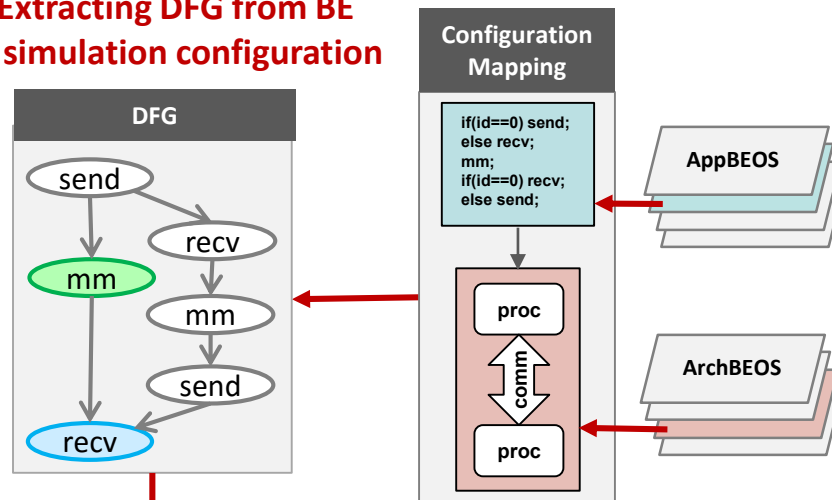 Extracting DFG from BE
simulation configuration
DFG
send
recv
mm
mm
send
recv
Configuration
Mapping
if(id==0) send;
else recv;
mm;
if(id==0) recv;
else send;
proc
comm
proc
AppBEOS
ArchBEOS